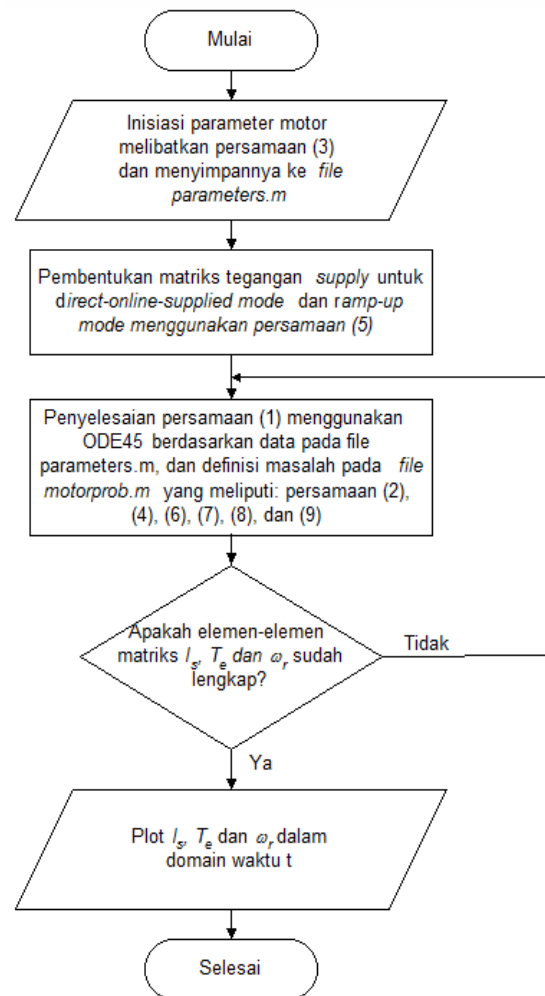 Mulai
Inisiasi parameter motor
melibatkan persamaan (3)
dan menyimpannya ke file
parameters.m
Pembentukan matriks tegangan supply untuk
direct-online-supplied mode dan ramp-up
mode menggunakan persamaan (5)
Penyelesaian persamaan (1) menggunakan
ODE45 berdasarkan data pada file
parameters.m, dan definisi masalah pada file
motorprob.m yang meliputi: persamaan (2),
(4), (6), (7), (8), dan (9)
Apakah elemen-elemen
matriks Is, Te dan ωr sudah
lengkap?
Tidak
Ya
Plot Is, Te dan ωr dalam
domain waktu t
Selesai